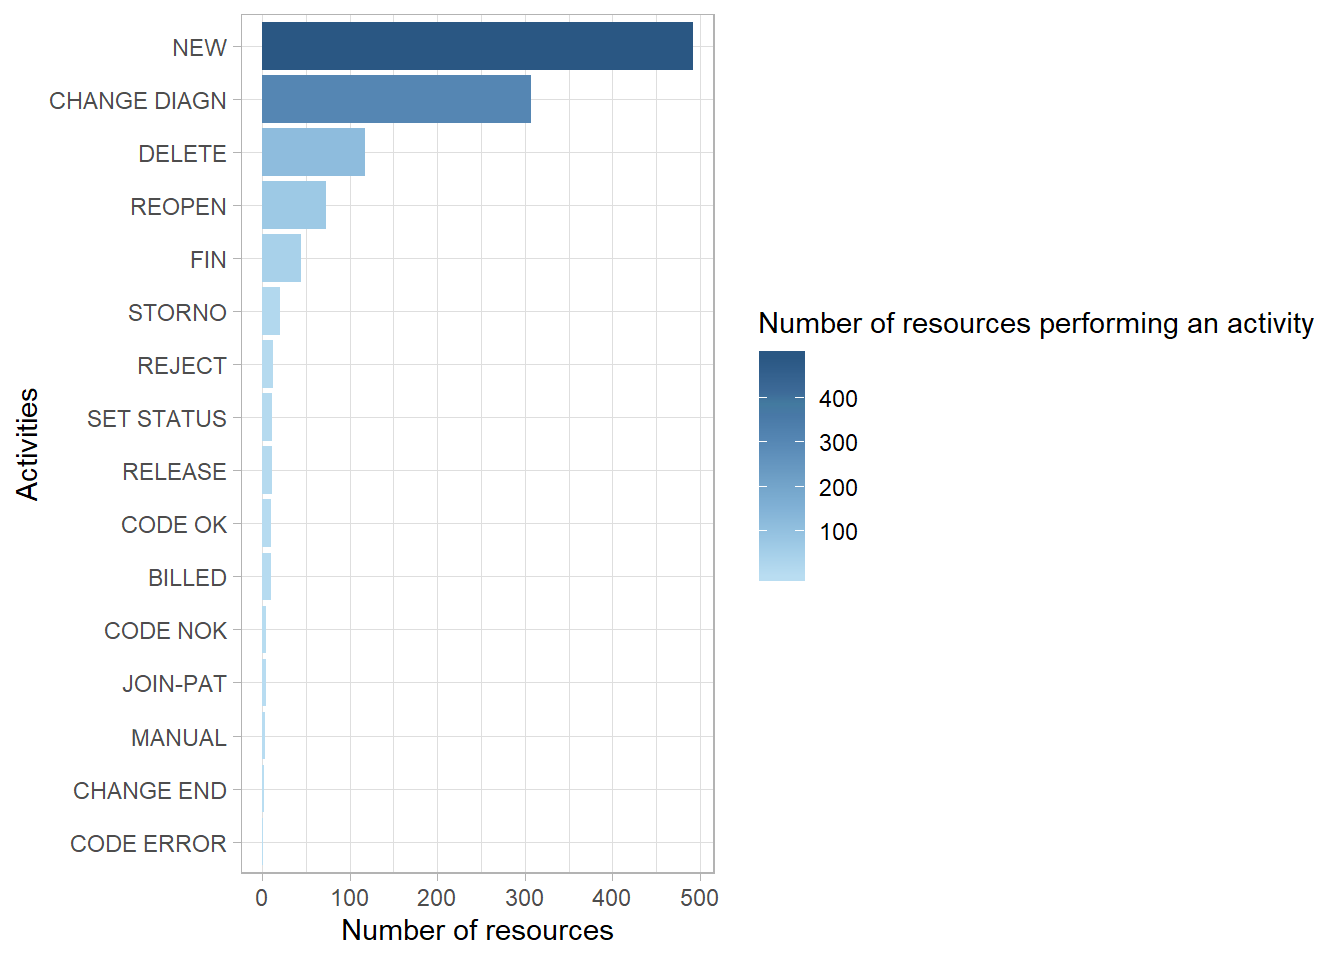 NEW
CHANGE DIAGN
DELETE
REOPEN
FIN
STORNO
REJECT
SET STATUS
RELEASE
CODE OK
BILLED
CODE NOK
JOIN-PAT
MANUAL
CHANGE END
CODE ERROR
Activities
0 100 200 300 400 500
Number of resources
Number of resources performing an activity
400
300
200
100